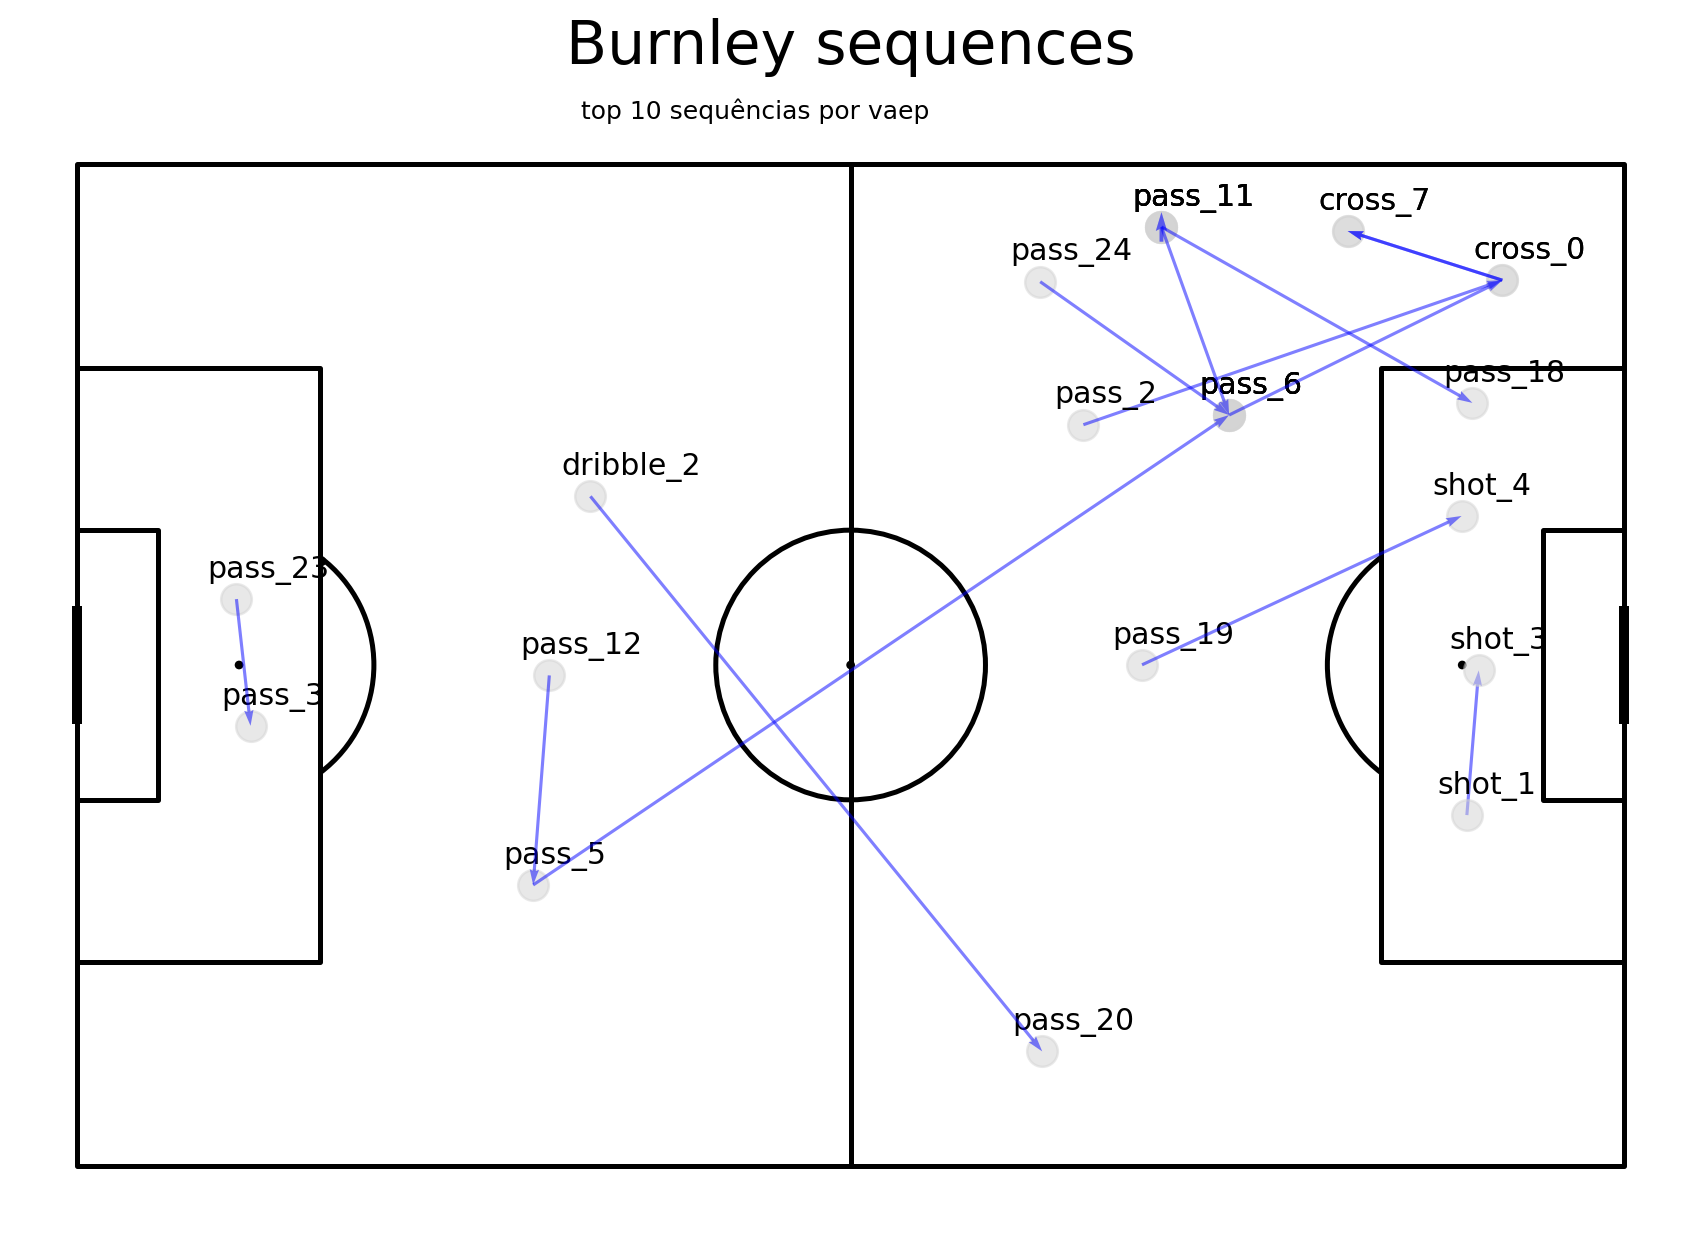 Burnley sequences
top 10 sequências por vaep
pass_11
cross_7
pass_24
cross_0
pass_18
pass_6
pass_2
dribble_2
shot_4
pass_23
pass_19
shot_3
pass_12
pass_3
shot_1
pass_5
pass_20